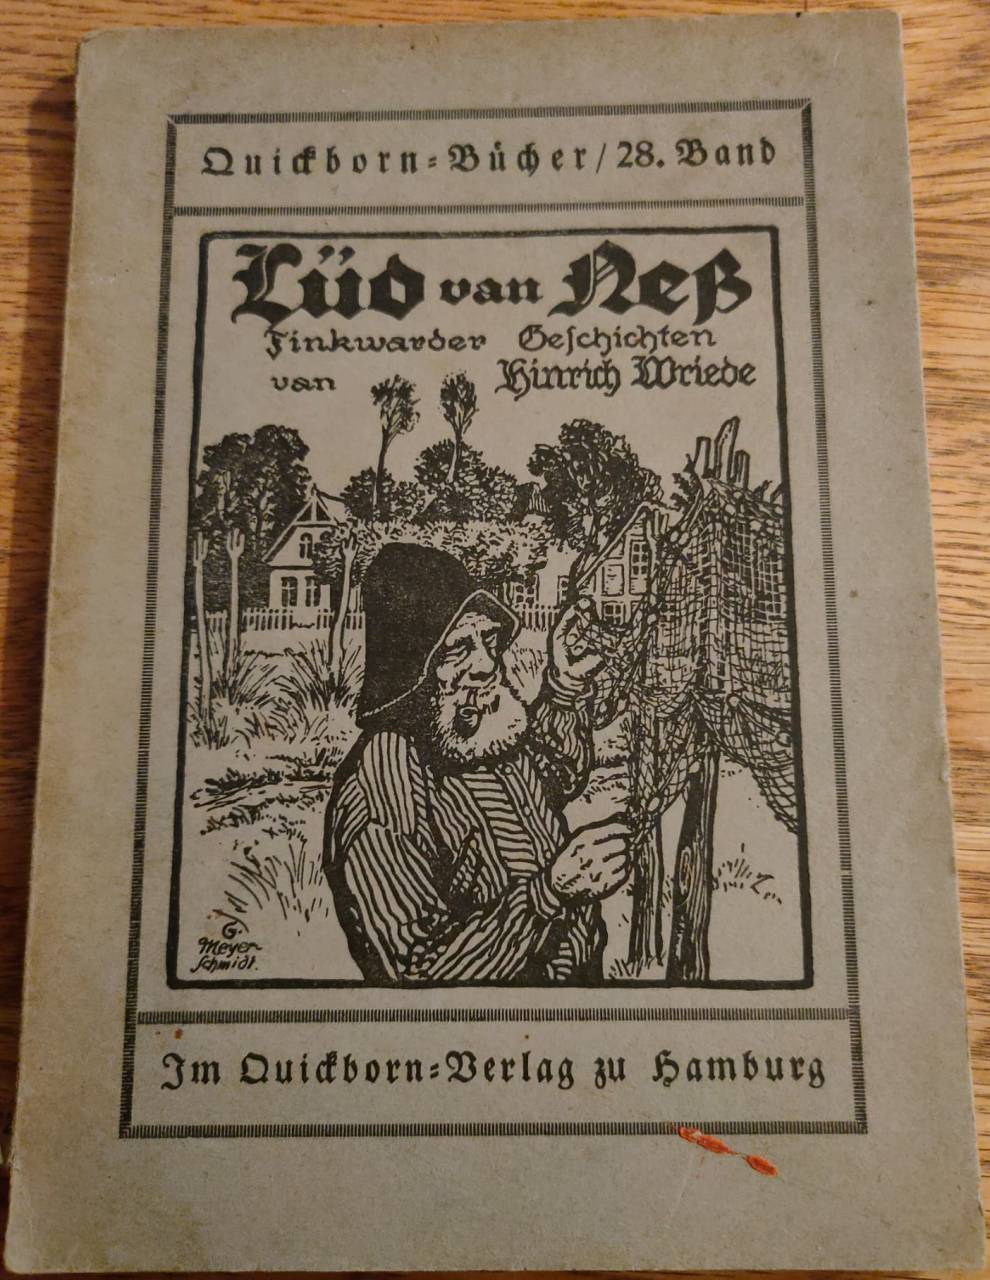 Quickborn-Bücher / 28. Band
Lüd van Neß
Finkwarder Geschichten
van Hinrich Wriede
G.
Meyer
Schmidt.
Im Quickborn-Verlag zu Hamburg